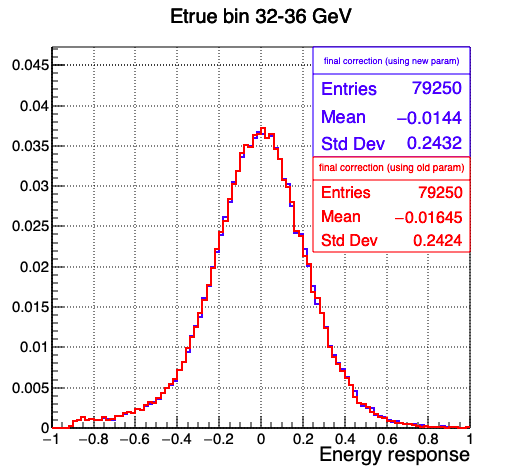 Etrue bin 32-36 GeV
final correction (using new param)
Entries 79250
Mean −0.0144
Std Dev 0.2432
final correction (using old param)
Entries 79250
Mean −0.01645
Std Dev 0.2424
0.045
0.04
0.035
0.03
0.025
0.02
0.015
0.01
0.005
0
−1 −0.8 −0.6 −0.4 −0.2 0 0.2 0.4 0.6 0.8 1
Energy response